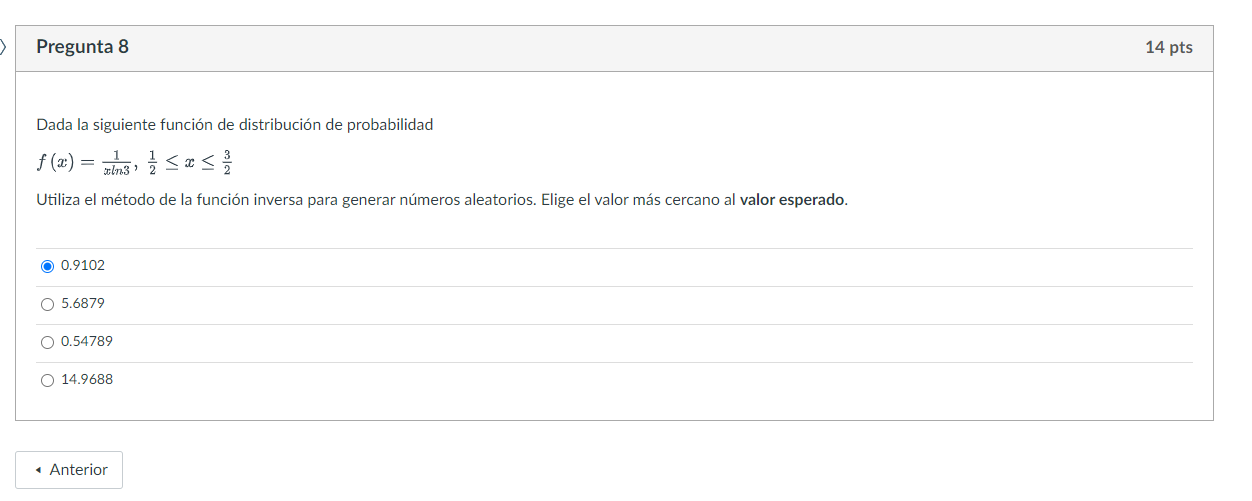 Pregunta 8
14 pts
Dada la siguiente función de distribución de probabilidad
f (x) = 1/xln3, 1/2 ≤ x ≤ 3/2
Utiliza el método de la función inversa para generar números aleatorios. Elige el valor más cercano al valor esperado.
0.9102
5.6879
0.54789
14.9688
Anterior